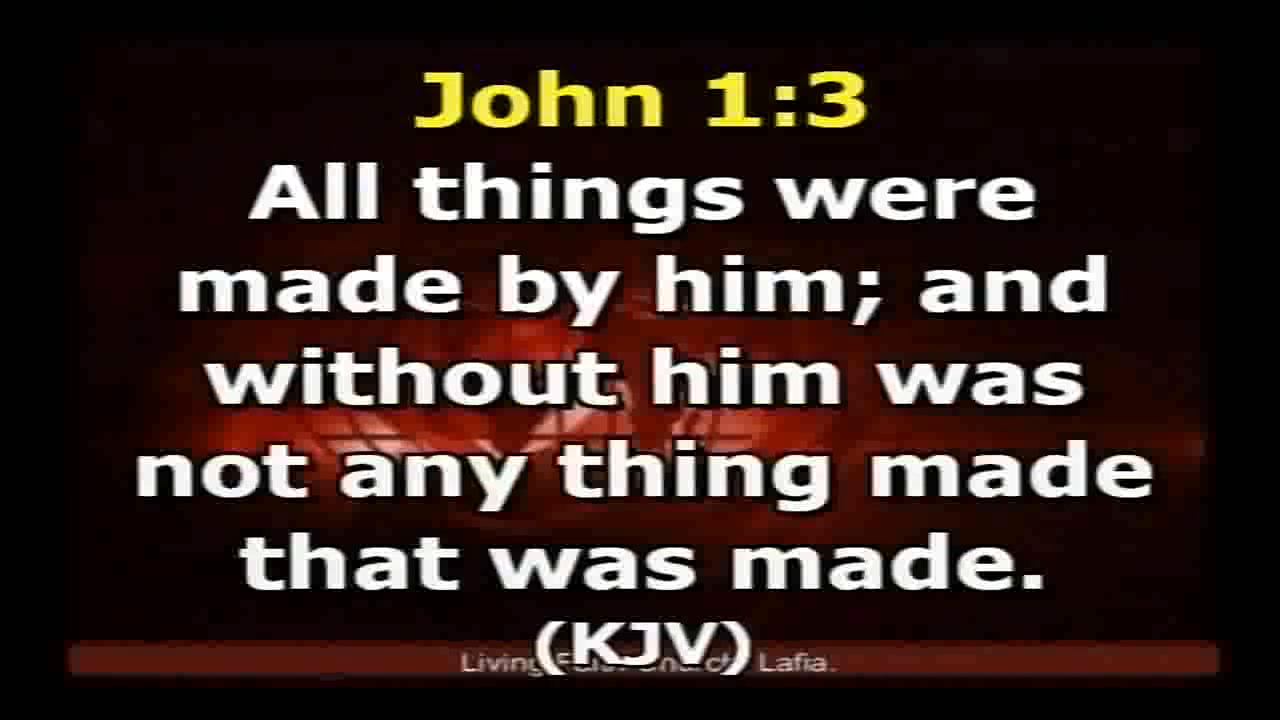 John 1:3
All things were
made by him; and
without him was
not any thing made
that was made.
(KJV)
Living Lafia.